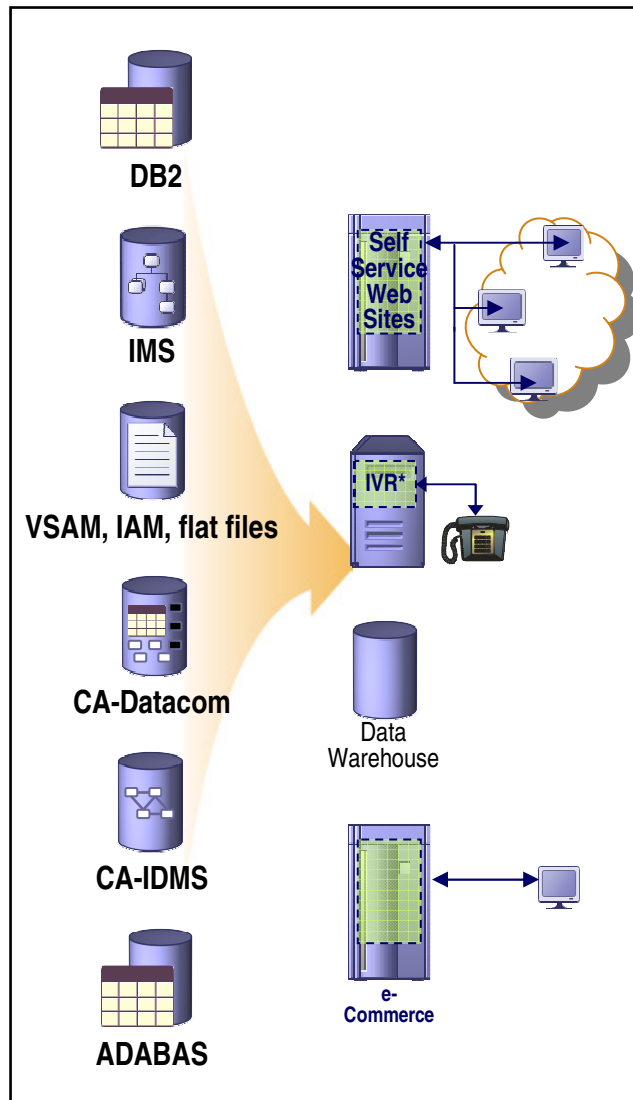 DB2
IMS
VSAM, IAM, flat files
CA-Datacom
CA-IDMS
ADABAS
Self
Service
Web
Sites
IVR*
Data
Warehouse
e-
Commerce